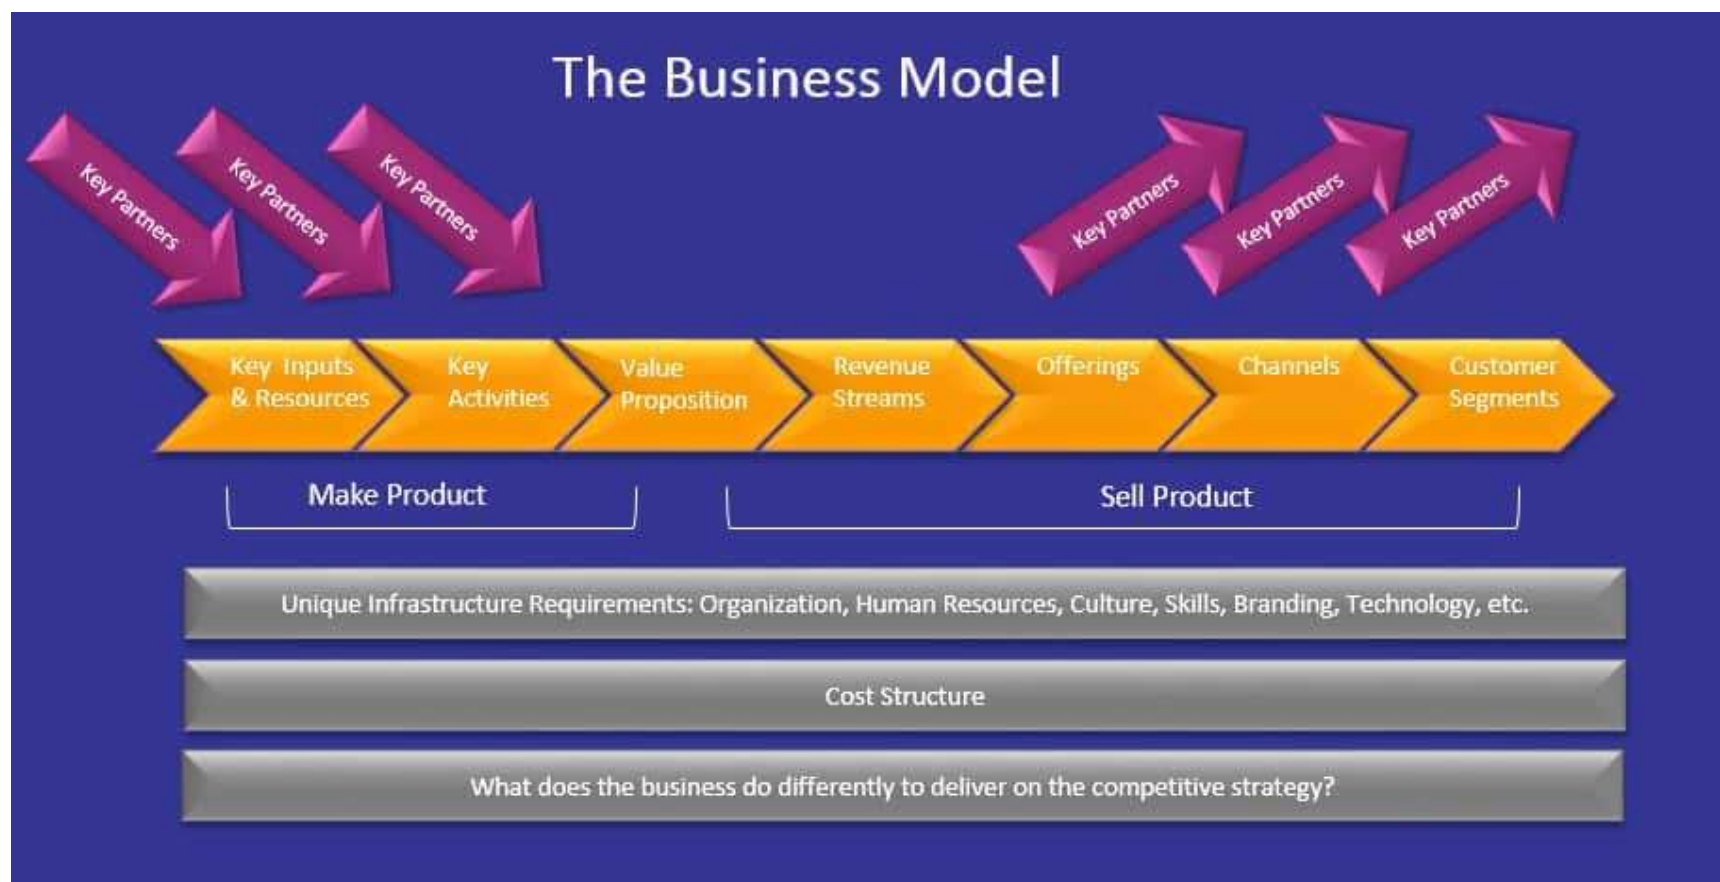 The Business Model
Key Partners
Key Partners
Key Partners
Key Partners
Key Partners
Key Partners
Key Inputs
& Resources
Key
Activities
Value
Proposition
Revenue
Streams
Offerings
Channels
Customer
Segments
Make Product
Sell Product
Unique Infrastructure Requirements: Organization, Human Resources, Culture, Skills, Branding, Technology, etc.
Cost Structure
What does the business do differently to deliver on the competitive strategy?